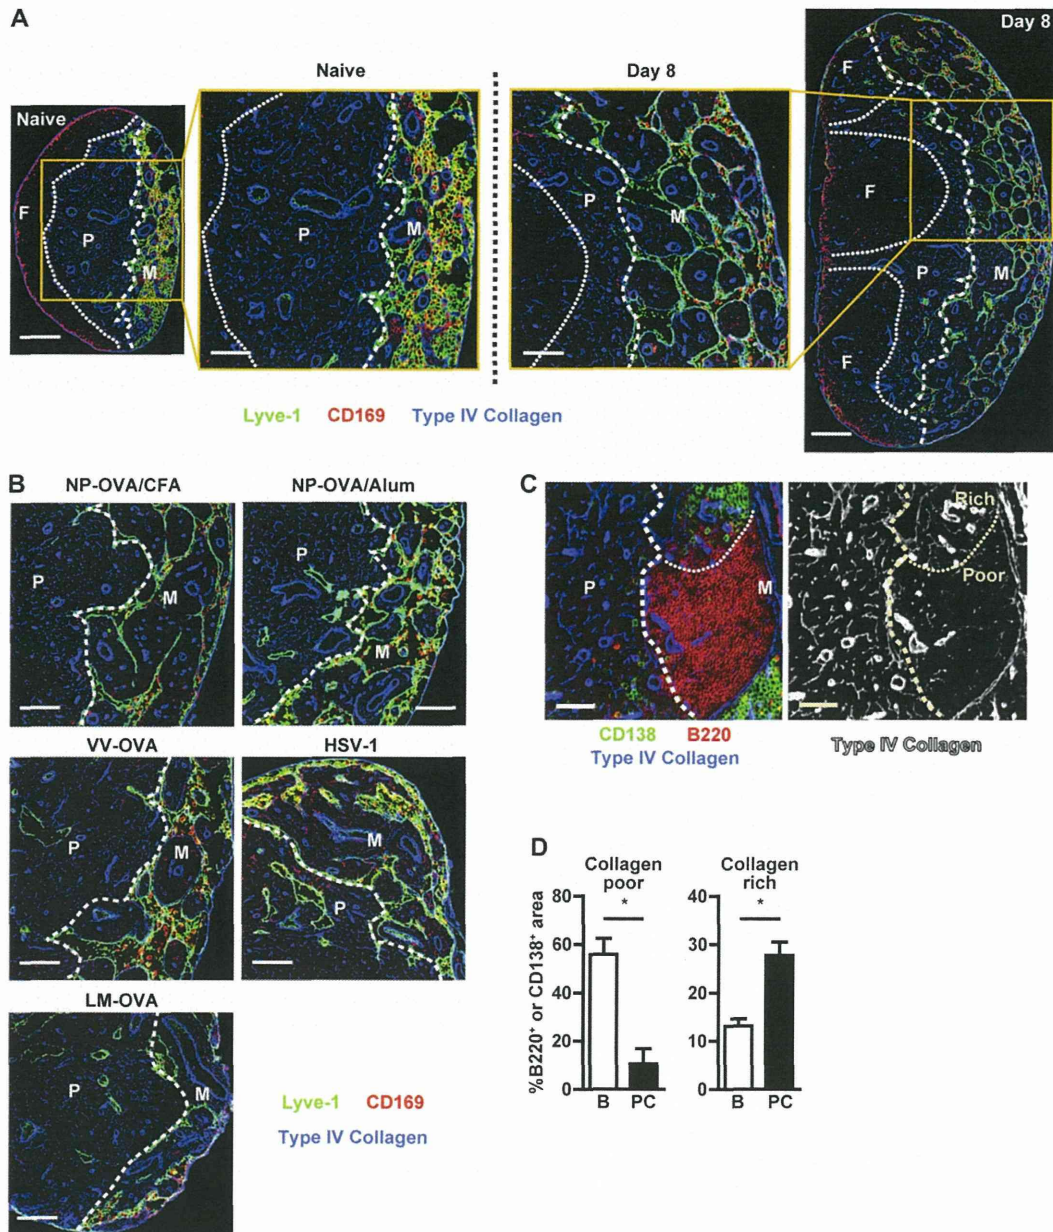 A
Naive
Day 8
Day 8
Naive
F
P
M
P
M
P
M
F
F
P
M
F
Lyve-1 CD169 Type IV Collagen
B
NP-OVA/CFA
NP-OVA/Alum
P
M
P
M
VV-OVA
HSV-1
P
M
M
P
LM-OVA
P
M
Lyve-1 CD169
Type IV Collagen
C
P
M
Rich
Poor
CD138 B220
Type IV Collagen
Type IV Collagen
D
Collagen poor
Collagen rich
%B220+ or CD138+ area
80
60
40
20
0
*
B PC
40
30
20
10
0
*
B PC